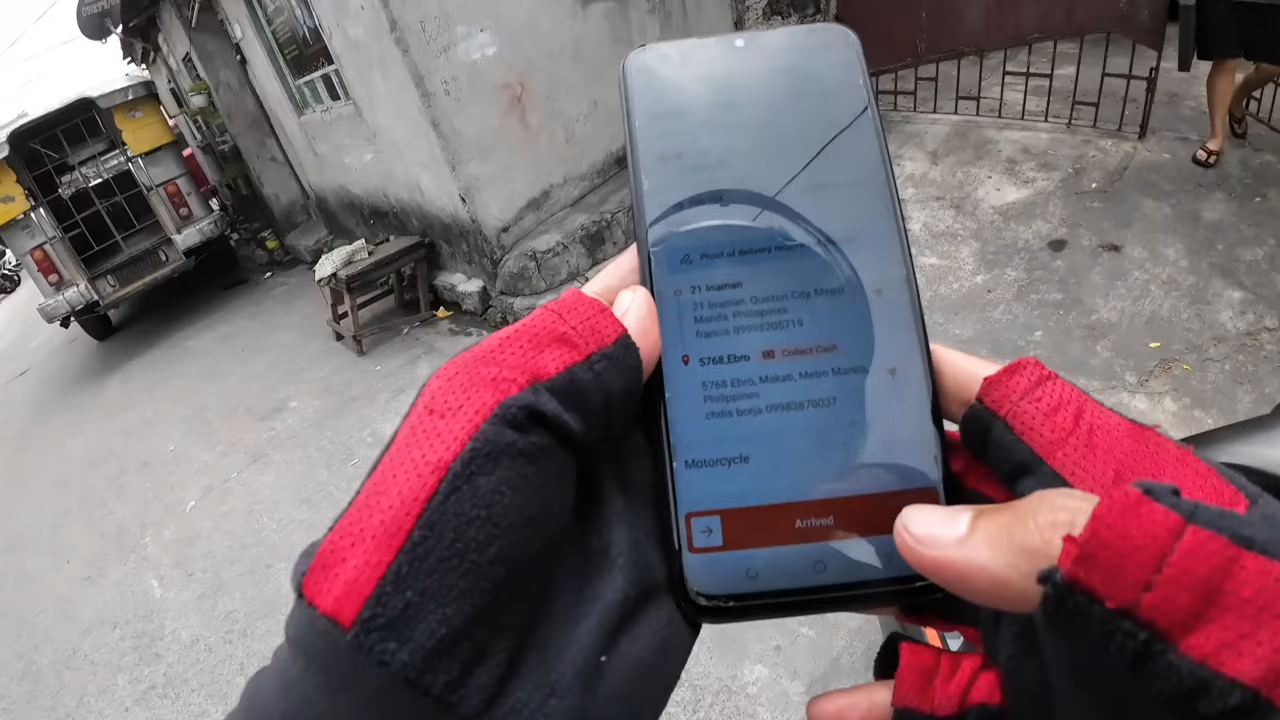 Proof of delivery
21 Inaman
21 Inaman, Quezon City, Metro
Manila, Philippines
francis 09998205719
5768,Ebro Collect Cash
5768 Ebro, Makati, Metro Manila,
Philippines
chdis borja 09983870037
Motorcycle
Arrived